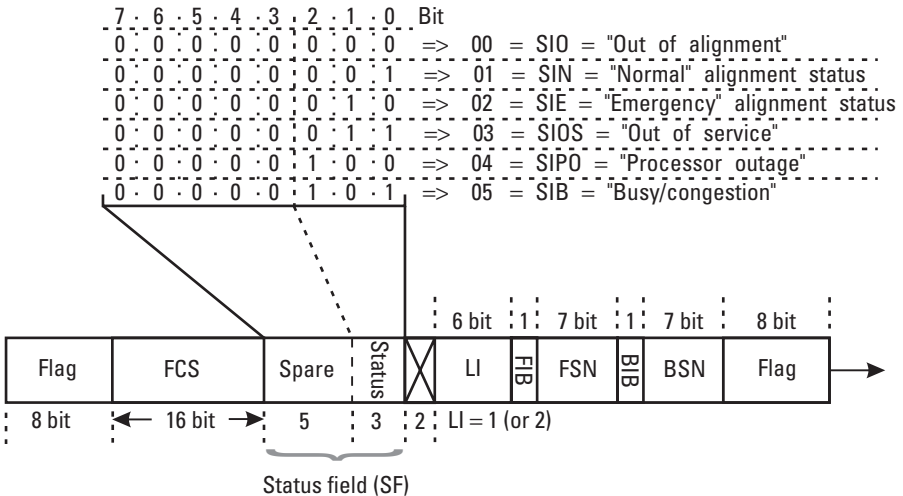 7 · 6 · 5 · 4 · 3 · 2 · 1 · 0 Bit
0 · 0 · 0 · 0 · 0 · 0 · 0 · 0 => 00 = SIO = "Out of alignment"
0 · 0 · 0 · 0 · 0 · 0 · 0 · 1 => 01 = SIN = "Normal" alignment status
0 · 0 · 0 · 0 · 0 · 0 · 1 · 0 => 02 = SIE = "Emergency" alignment status
0 · 0 · 0 · 0 · 0 · 0 · 1 · 1 => 03 = SIOS = "Out of service"
0 · 0 · 0 · 0 · 0 · 1 · 0 · 0 => 04 = SIPO = "Processor outage"
0 · 0 · 0 · 0 · 0 · 1 · 0 · 1 => 05 = SIB = "Busy/congestion"
6 bit 1 7 bit 1 7 bit 8 bit
Flag FCS Spare Status LI FIB FSN BIB BSN Flag
8 bit 16 bit 5 3 2 LI = 1 (or 2)
Status field (SF)